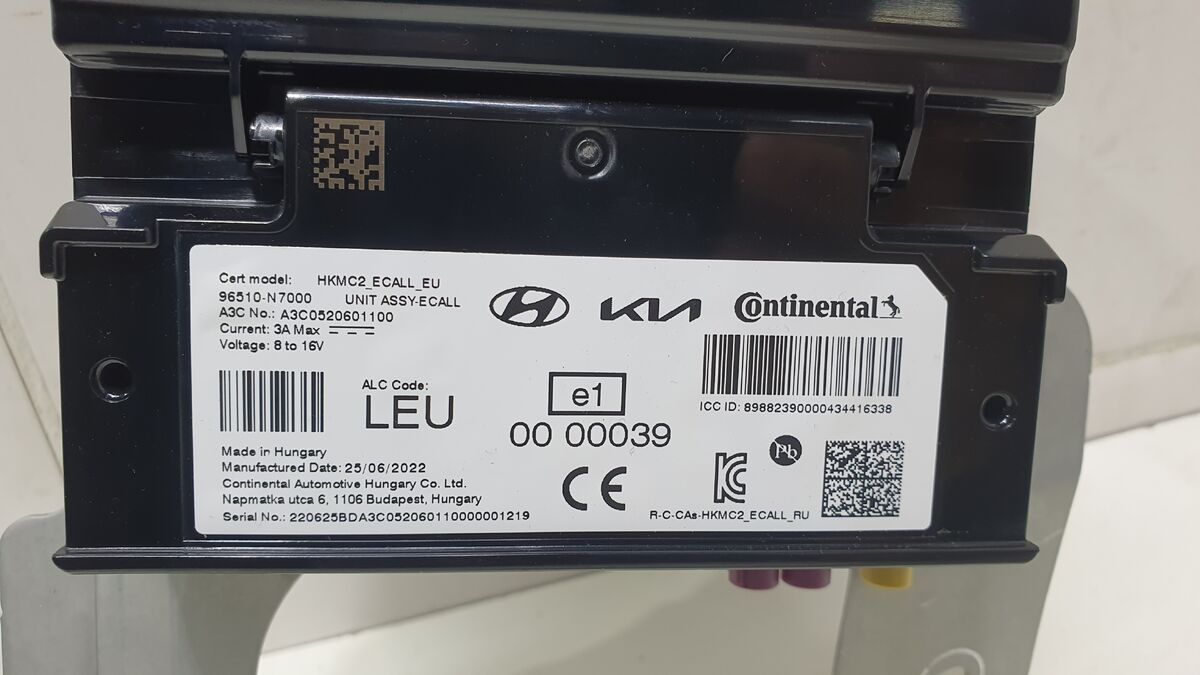 Cert model: HKMC2_ECALL_EU
96510-N7000 UNIT ASSY-ECALL
A3C No.: A3C0520601100
Current: 3A Max
Voltage: 8 to 16V
KIA
Continental
ALC Code:
LEU
e1
00 00039
ICC ID: 89882390000434416338
Made in Hungary
Manufactured Date: 25/06/2022
Continental Automotive Hungary Co. Ltd.
Napmatka utca 6, 1106 Budapest, Hungary
Serial No.: 220625BDA3C0520601100000001219
CE
Pb
R-C-CAs-HKMC2_ECALL_RU